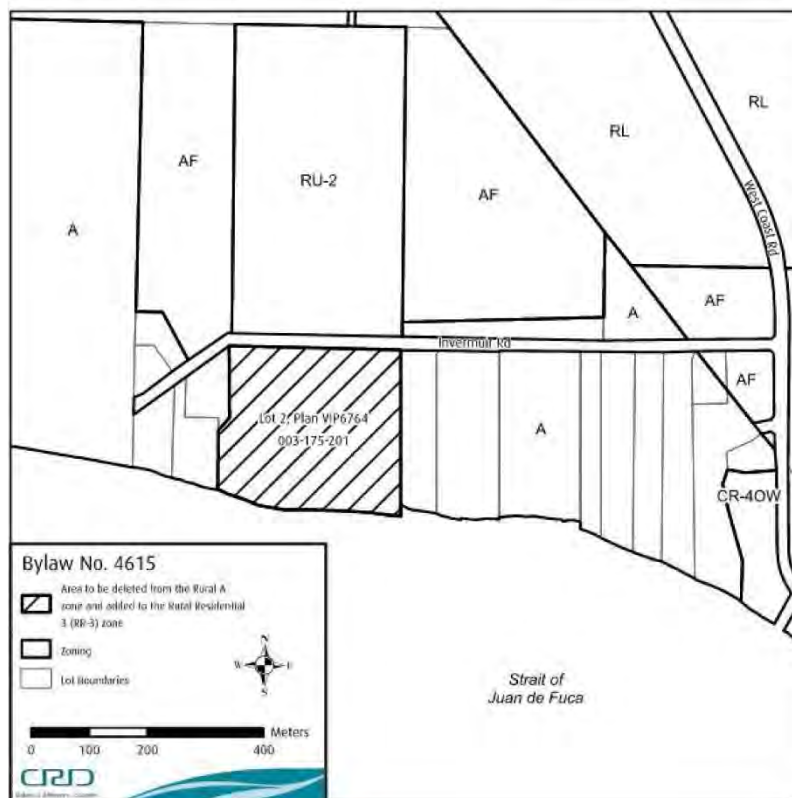 RL
RL
AF
RU-2
AF
A
West Coast Rd
A
AF
Invermuir Rd
AF
Lot 2, Plan VIP6764
003-175-201
A
CR-4OW
Bylaw No. 4615
Area to be deleted from the Rural A
zone and added to the Rural Residential
3 (RR-3) zone
Zoning
Lot Boundaries
N
W E
S
Meters
0 100 200 400
Strait of
Juan de Fuca
CRD